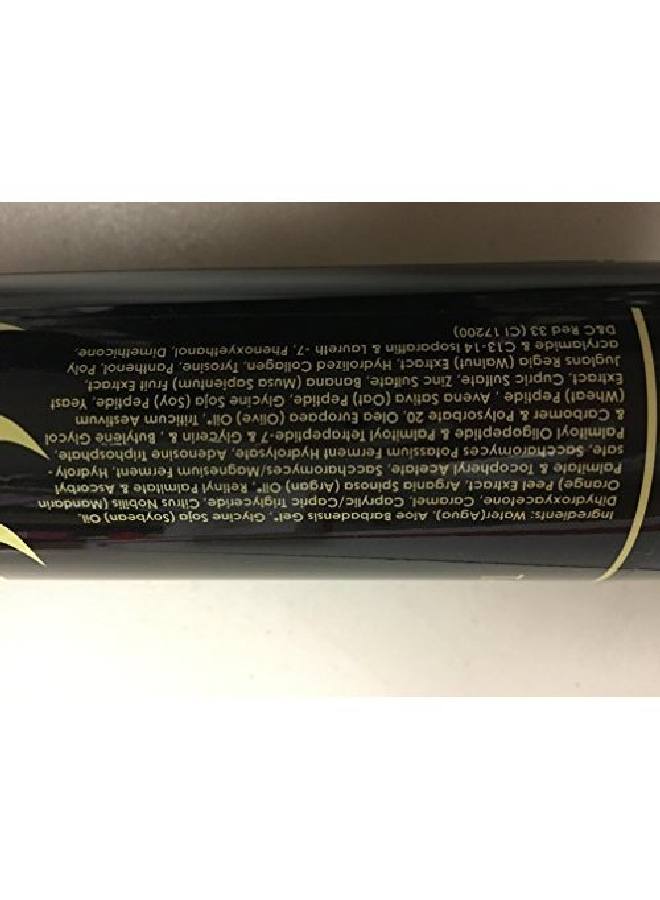 Ingredients: Water(Aqua), Aloe Barbadensis Gel*, Glycine Soja (Soybean) Oil,
Dihydroxyacetone, Caramel, Caprylic/Capric Triglyceride, Citrus Nobilis (Mandarin
Orange) Peel Extract, Argania Spinosa (Argan) Oil*, Retinyl Palmitate & Ascorbyl
Palmitate & Tocopheryl Acetate, Saccharomyces/Magnesium Ferment, Hydroly-
sate, Saccharomyces Potassium Ferment Hydrolysate, Adenosine Triphosphate,
Palmitoyl Oligopeptide & Palmitoyl Tetrapeptide-7 & Glycerin & , Butylene Glycol
& Carbomer & Polysorbate 20, Oleo Europaea (Olive) Oil*, Triticum Aestivum
(Wheat) Peptide , Avena Sativa (Oat) Peptide, Glycine Soja (Soy) Peptide, Yeast
Extract, Cupric Sulfate, Zinc Sulfate, Banana (Musa Sapientum) Fruit Extract,
Juglans Regia (Walnut) Extract, Hydrolized Collagen, Tyrosine, Panthenol, Poly
acrylamide & C13-14 Isoparaffin & Laureth -7, Phenoxyethanol, Dimethicone,
D&C Red 33 (CI 17200)